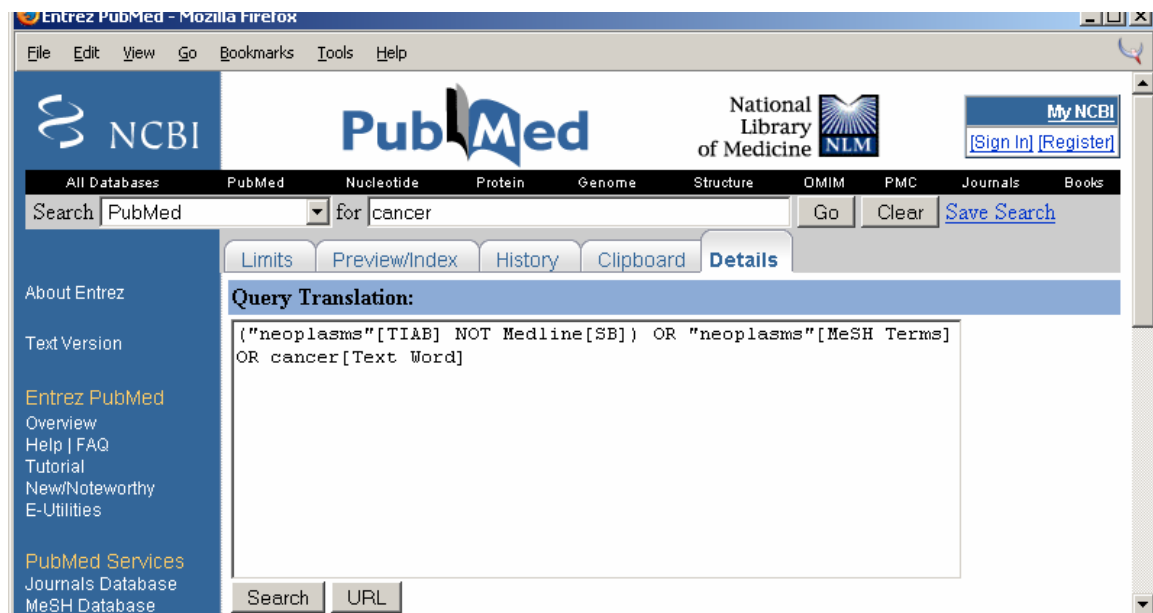 Entrez PubMed - Mozilla Firefox
File Edit View Go Bookmarks Tools Help
NCBI
PubMed
National
Library
of Medicine NLM
My NCBI
[Sign In] [Register]
All Databases PubMed Nucleotide Protein Genome Structure OMIM PMC Journals Books
Search PubMed for cancer Go Clear Save Search
Limits Preview/Index History Clipboard Details
About Entrez
Text Version
Entrez PubMed
Overview
Help | FAQ
Tutorial
New/Noteworthy
E-Utilities
PubMed Services
Journals Database
MeSH Database
Query Translation:
("neoplasms"[TIAB] NOT Medline[SB]) OR "neoplasms"[MeSH Terms]
OR cancer[Text Word]
Search URL